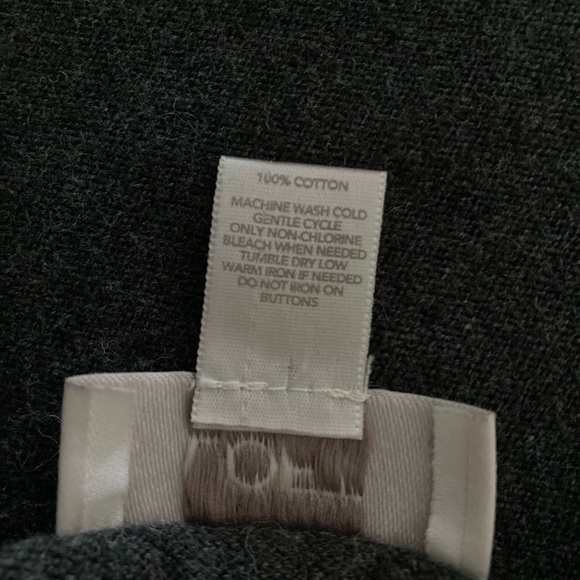 100% COTTON
MACHINE WASH COLD
GENTLE CYCLE
ONLY NON-CHLORINE
BLEACH WHEN NEEDED
TUMBLE DRY LOW
WARM IRON IF NEEDED
DO NOT IRON ON
BUTTONS